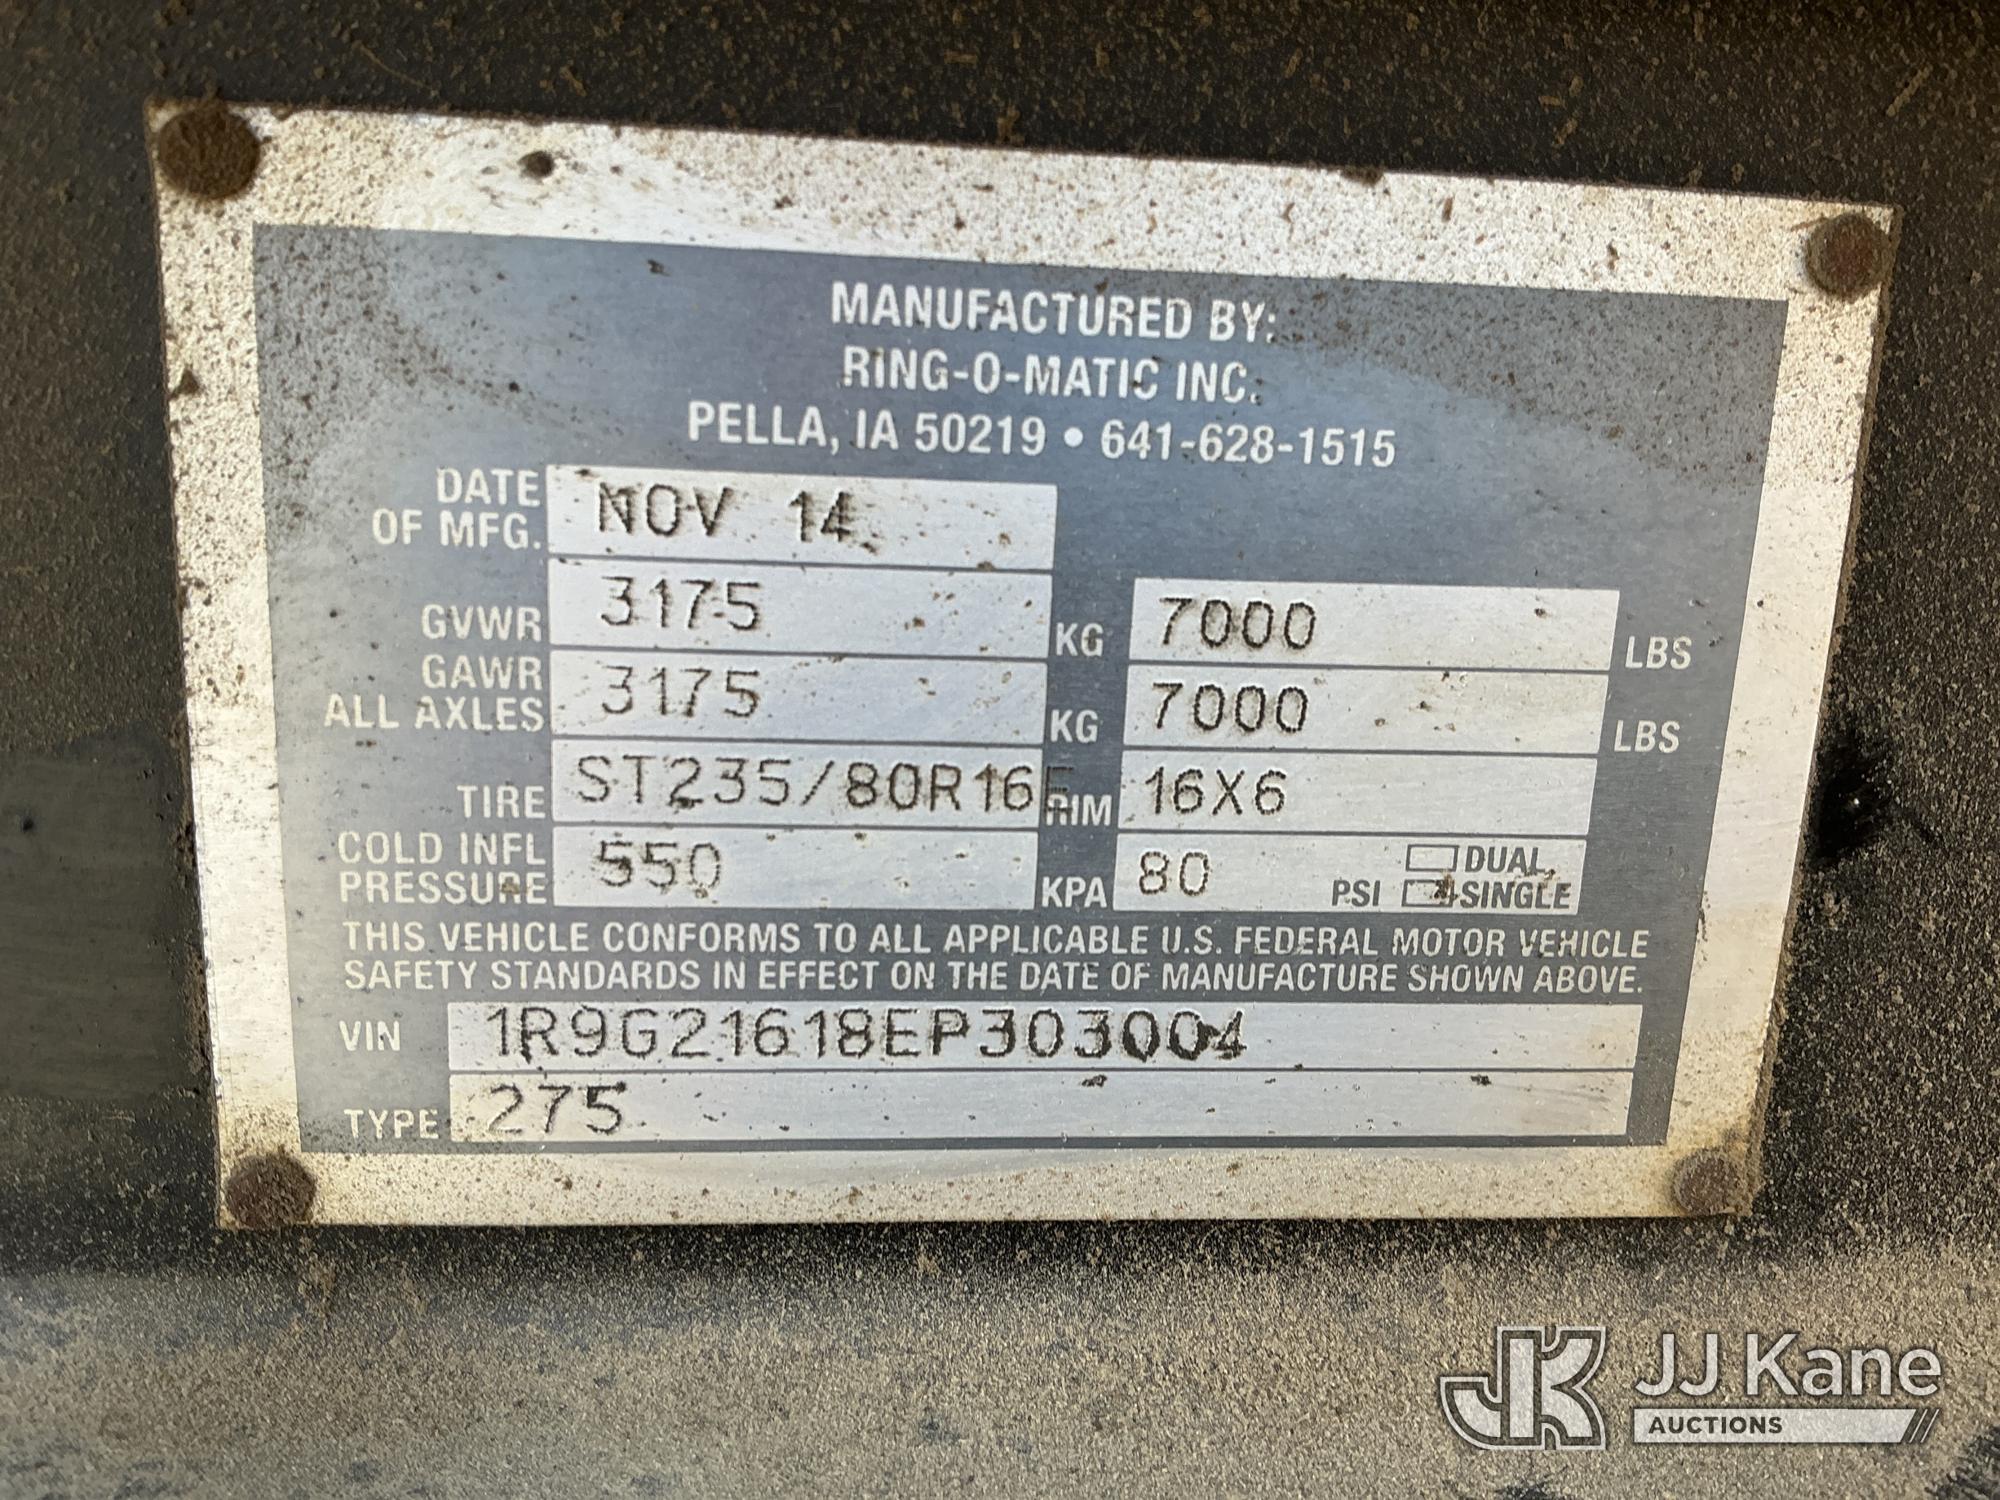 MANUFACTURED BY:
RING-O-MATIC INC.
PELLA, IA 50219 • 641-628-1515
DATE OF MFG. NOV 14
GVWR 3175 KG 7000 LBS
GAWR ALL AXLES 3175 KG 7000 LBS
TIRE ST235/80R16E RIM 16X6
COLD INFL PRESSURE 550 KPA 80 PSI DUAL SINGLE
THIS VEHICLE CONFORMS TO ALL APPLICABLE U.S. FEDERAL MOTOR VEHICLE
SAFETY STANDARDS IN EFFECT ON THE DATE OF MANUFACTURE SHOWN ABOVE.
VIN 1R9G21618EP303004
TYPE 275
JK JJ Kane
AUCTIONS